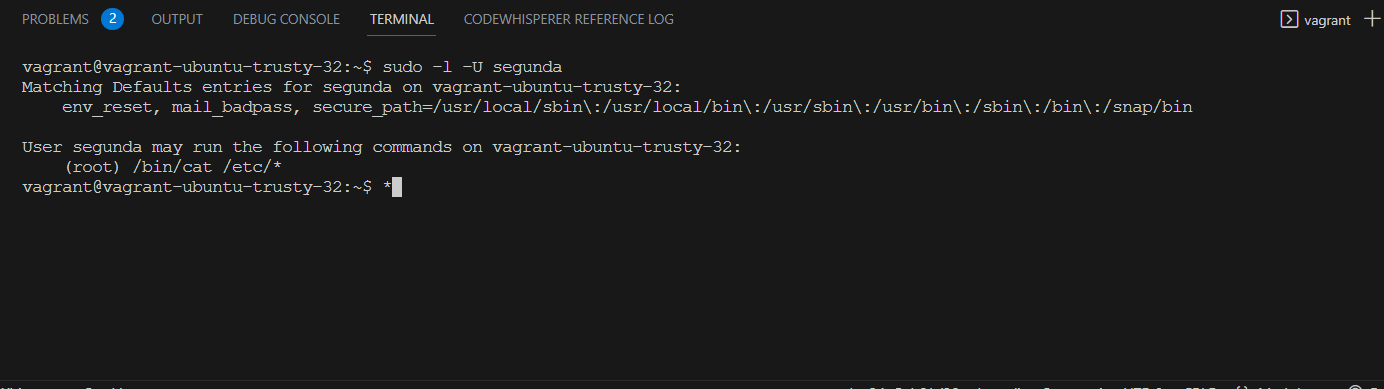 PROBLEMS 2 OUTPUT DEBUG CONSOLE TERMINAL CODEWHISPERER REFERENCE LOG vagrant
vagrant@vagrant-ubuntu-trusty-32:~$ sudo -l -U segunda
Matching Defaults entries for segunda on vagrant-ubuntu-trusty-32:
    env_reset, mail_badpass, secure_path=/usr/local/sbin\:/usr/local/bin\:/usr/sbin\:/usr/bin\:/sbin\:/bin\:/snap/bin

User segunda may run the following commands on vagrant-ubuntu-trusty-32:
    (root) /bin/cat /etc/*
vagrant@vagrant-ubuntu-trusty-32:~$ *